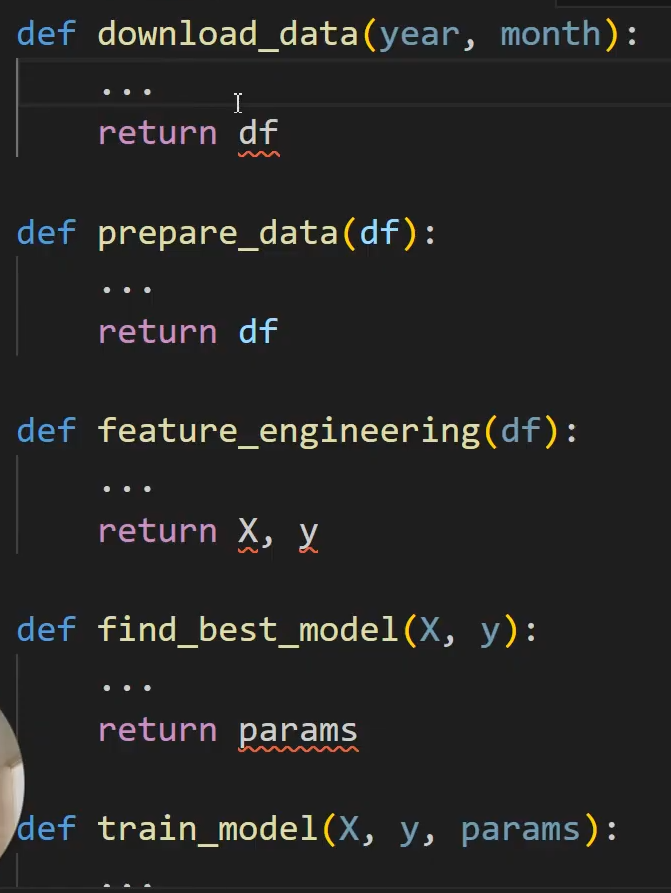 def download_data(year, month):
    ...
    return df
def prepare_data(df):
    ...
    return df
def feature_engineering(df):
    ...
    return X, y
def find_best_model(X, y):
    ...
    return params
def train_model(X, y, params):
    ...